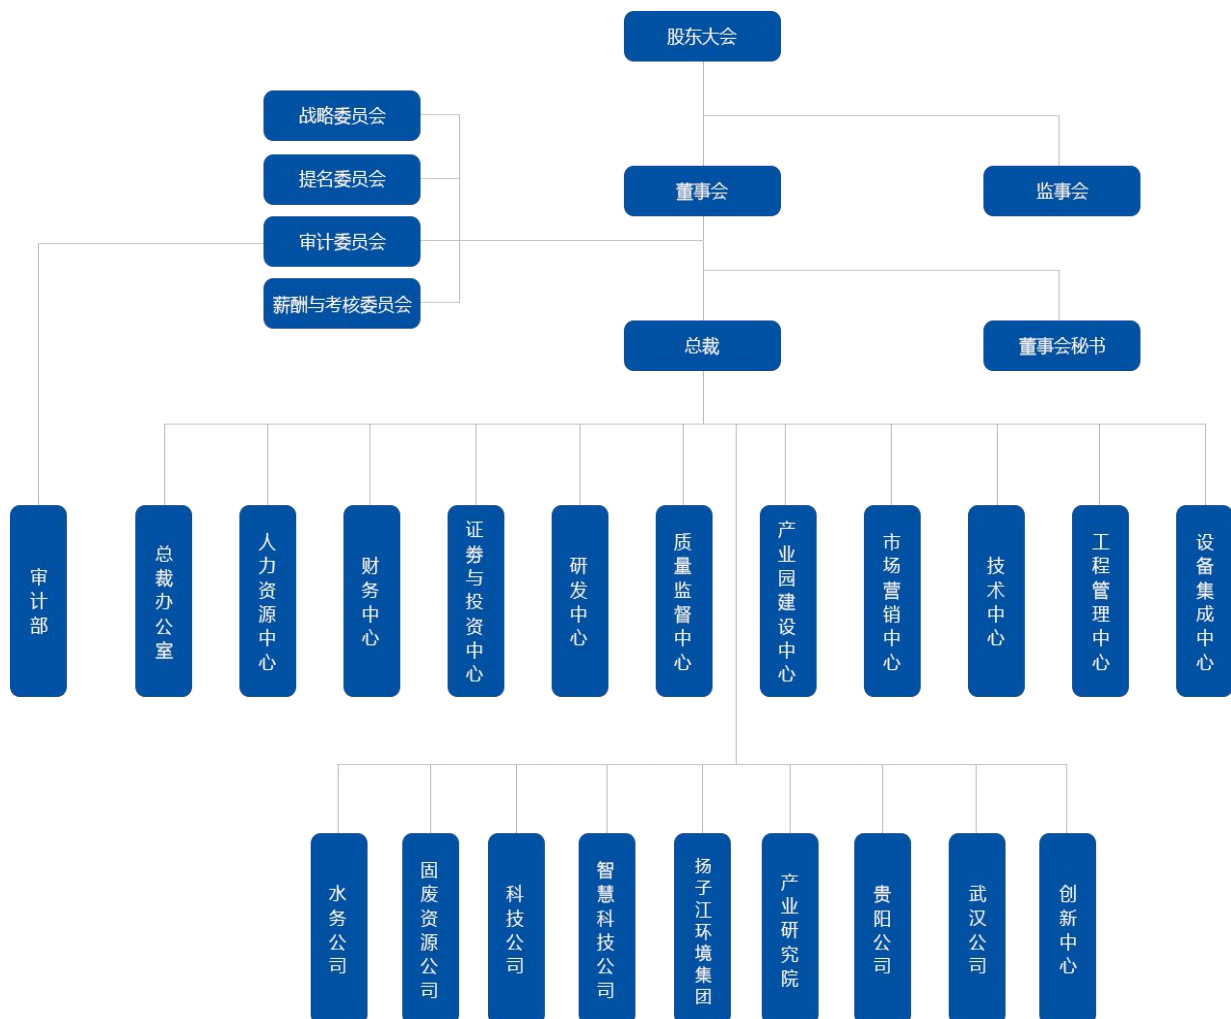 股东大会
战略委员会
提名委员会
董事会
监事会
审计委员会
薪酬与考核委员会
总裁
董事会秘书
审计部
总裁办公室
人力资源中心
财务中心
证券与投资中心
研发中心
质量监督中心
产业园建设中心
市场营销中心
技术中心
工程管理中心
设备集成中心
水务公司
固废资源公司
科技公司
智慧科技公司
扬子江环境集团
产业研究院
贵阳公司
武汉公司
创新中心